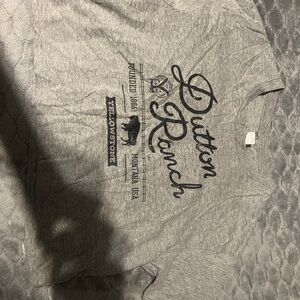 Dutton
Ranch
FOUNDED 1886
MONTANA, USA.
YELLOWSTONE